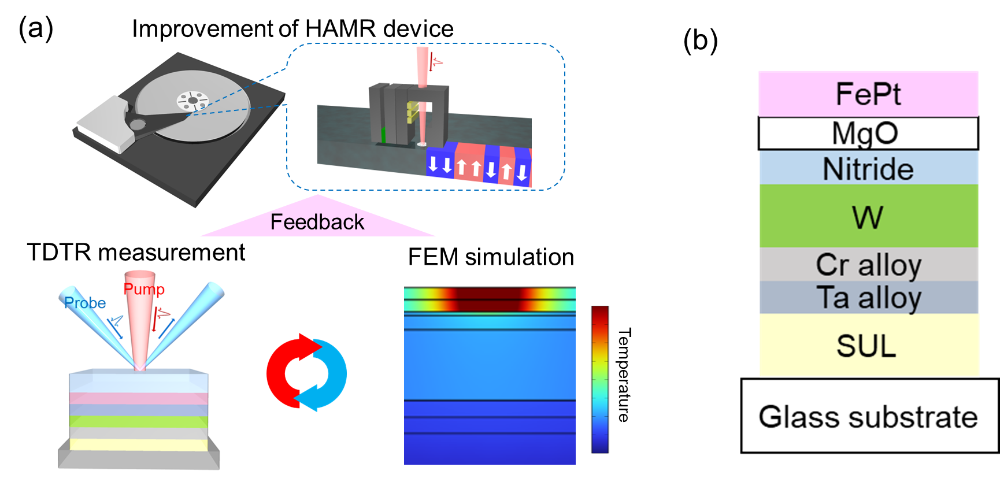 (a)
Improvement of HAMR device
Feedback
TDTR measurement
Pump
Probe
FEM simulation
Temperature
(b)
FePt
MgO
Nitride
W
Cr alloy
Ta alloy
SUL
Glass substrate